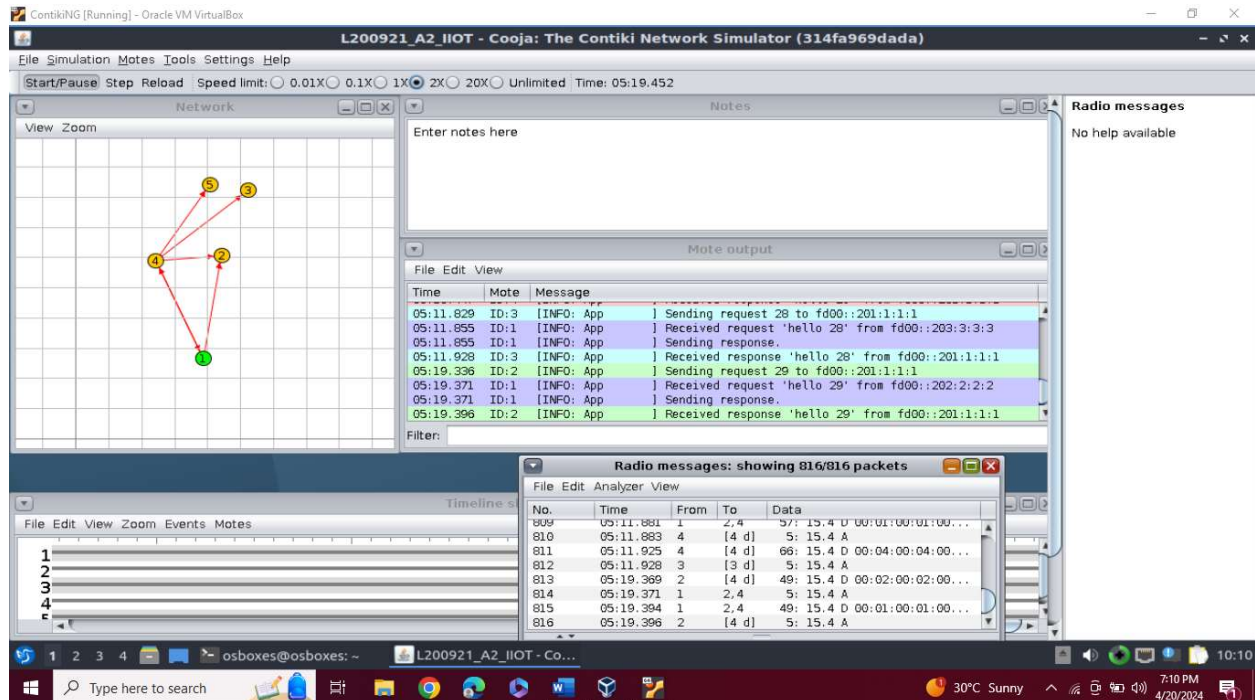 ContikiNG [Running] - Oracle VM VirtualBox
L200921_A2_IIOT - Cooja: The Contiki Network Simulator (314fa969dada)
File Simulation Motes Tools Settings Help
Start/Pause Step Reload Speed limit: 0.01X 0.1X 1X 2X 20X Unlimited Time: 05:19.452
Network
View Zoom
5
3
4
2
1
Notes
Enter notes here
Radio messages
No help available
Mote output
File Edit View
Time Mote Message
05:11.829 ID:3 [INFO: App ] Sending request 28 to fd00::201:1:1:1
05:11.855 ID:1 [INFO: App ] Received request 'hello 28' from fd00::203:3:3:3
05:11.855 ID:1 [INFO: App ] Sending response.
05:11.928 ID:3 [INFO: App ] Received response 'hello 28' from fd00::201:1:1:1
05:19.336 ID:2 [INFO: App ] Sending request 29 to fd00::201:1:1:1
05:19.371 ID:1 [INFO: App ] Received request 'hello 29' from fd00::202:2:2:2
05:19.371 ID:1 [INFO: App ] Sending response.
05:19.396 ID:2 [INFO: App ] Received response 'hello 29' from fd00::201:1:1:1
Filter:
Timeline
File Edit View Zoom Events Motes
1
2
3
4
Radio messages: showing 816/816 packets
File Edit Analyzer View
No. Time From To Data
809 05:11.881 1 2,4 57: 15.4 D 00:01:00:01:00...
810 05:11.883 4 [4 d] 5: 15.4 A
811 05:11.925 4 [4 d] 66: 15.4 D 00:04:00:04:00...
812 05:11.928 3 [3 d] 5: 15.4 A
813 05:19.369 2 [4 d] 49: 15.4 D 00:02:00:02:00...
814 05:19.371 1 2,4 5: 15.4 A
815 05:19.394 1 2,4 49: 15.4 D 00:01:00:01:00...
816 05:19.396 2 [4 d] 5: 15.4 A
1 2 3 4 osboxes@osboxes: ~ L200921_A2_IIOT - Co... 10:10
Type here to search 30°C Sunny 7:10 PM
4/20/2024